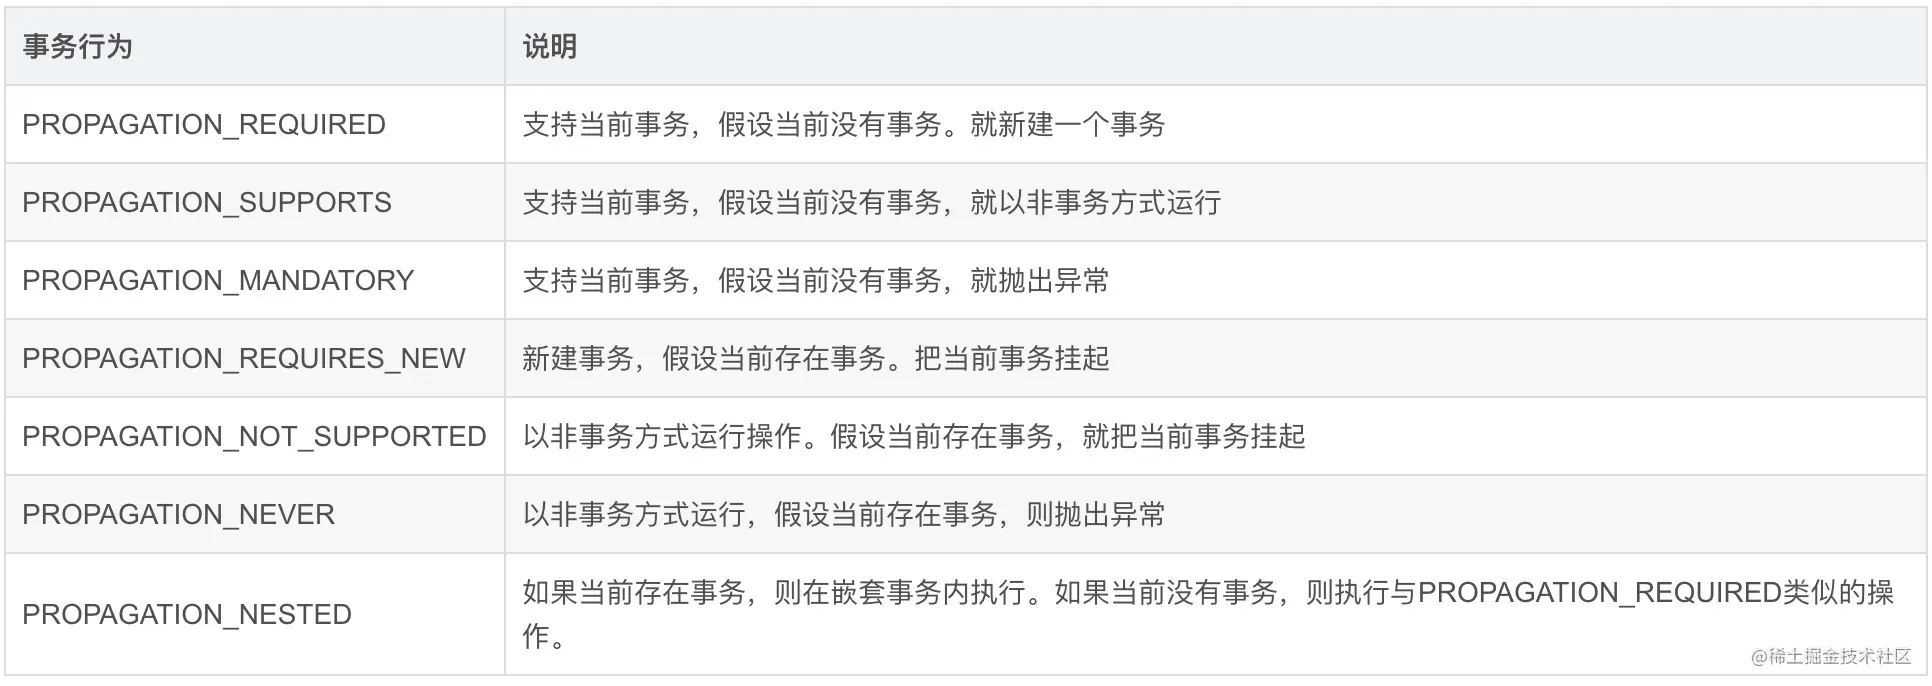 事务行为 说明
PROPAGATION_REQUIRED 支持当前事务，假设当前没有事务。就新建一个事务
PROPAGATION_SUPPORTS 支持当前事务，假设当前没有事务，就以非事务方式运行
PROPAGATION_MANDATORY 支持当前事务，假设当前没有事务，就抛出异常
PROPAGATION_REQUIRES_NEW 新建事务，假设当前存在事务。把当前事务挂起
PROPAGATION_NOT_SUPPORTED 以非事务方式运行操作。假设当前存在事务，就把当前事务挂起
PROPAGATION_NEVER 以非事务方式运行，假设当前存在事务，则抛出异常
PROPAGATION_NESTED 如果当前存在事务，则在嵌套事务内执行。如果当前没有事务，则执行与PROPAGATION_REQUIRED类似的操
作。
@稀土掘金技术社区